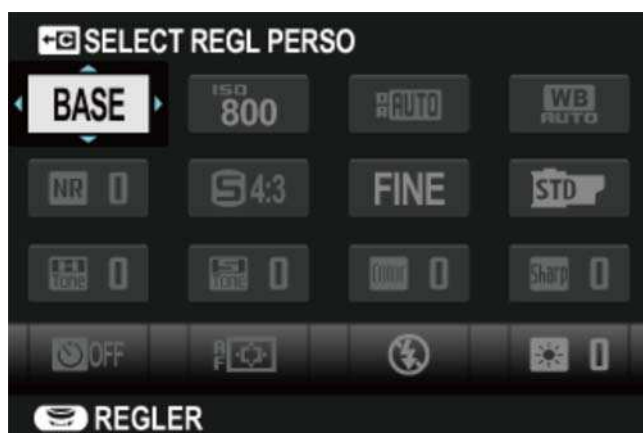 C SELECT REGL PERSO
BASE ISO 800 DR AUTO WB AUTO
NR 0 S 4:3 FINE STD
H Tone 0 S Tone 0 Color 0 Sharp 0
OFF AF 0
REGLER